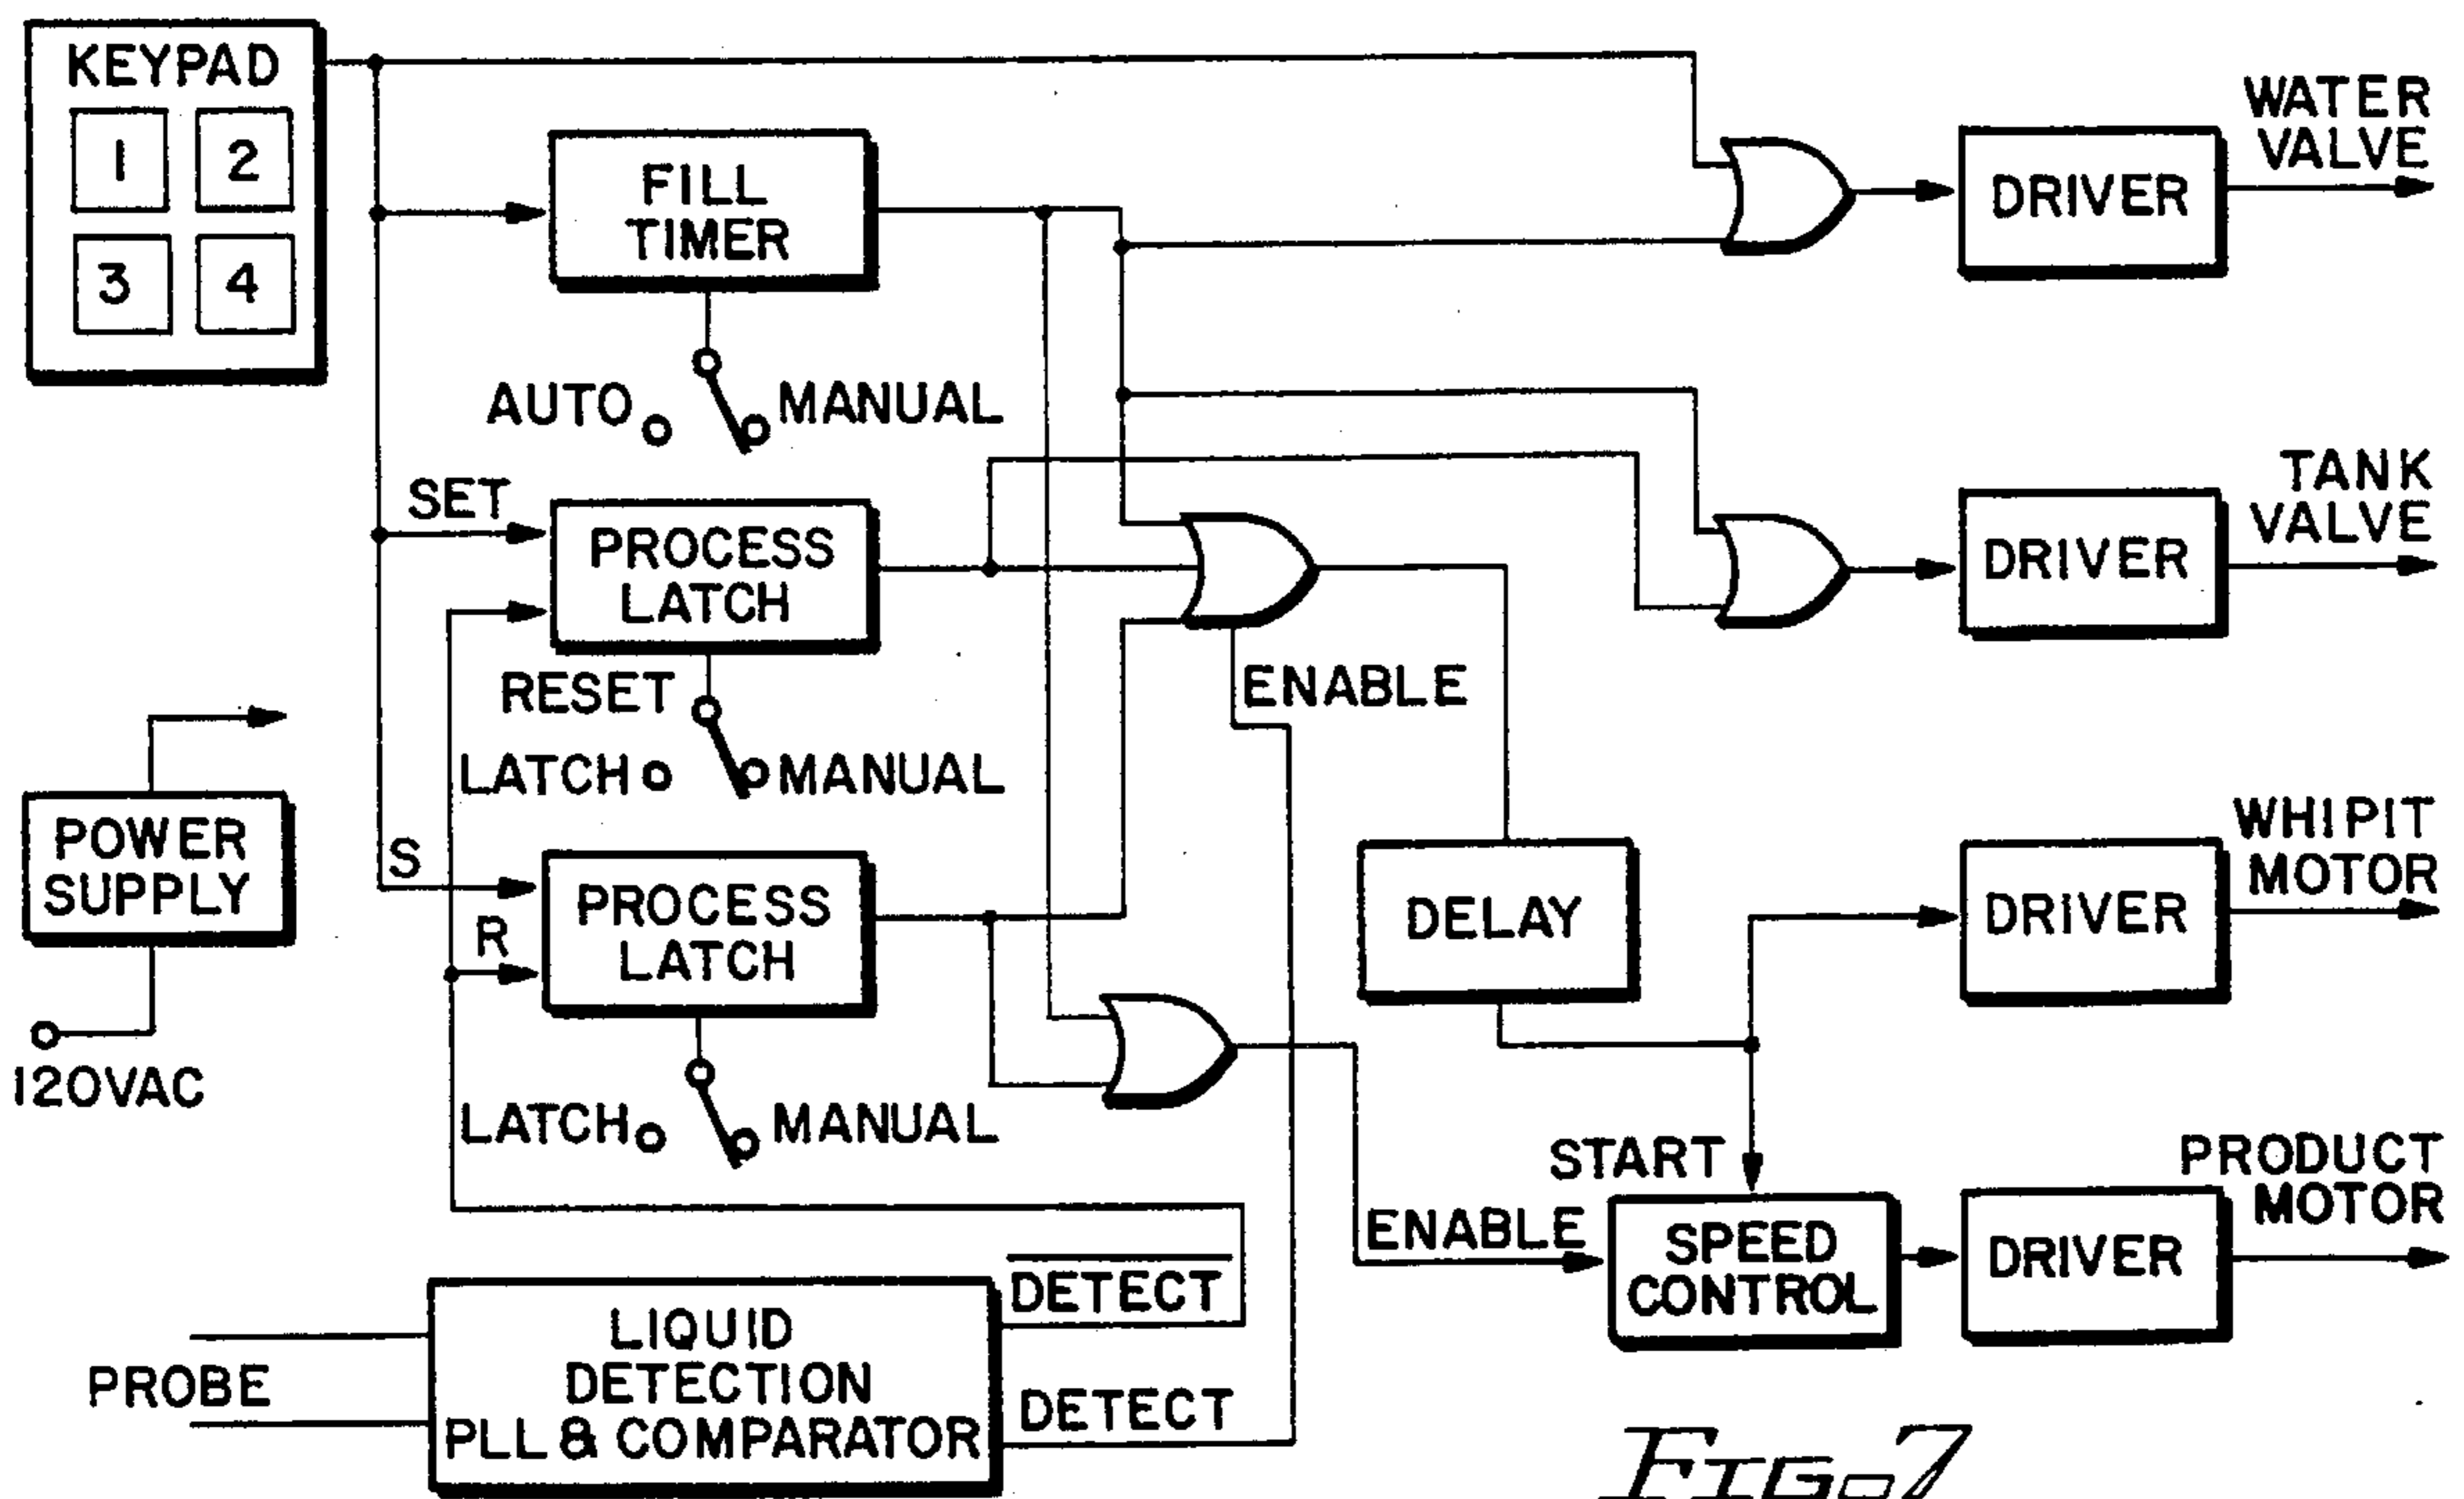 KEYPAD
1 2
3 4
FILL
TIMER
AUTO
MANUAL
SET
PROCESS
LATCH
RESET
LATCH
MANUAL
S
R
PROCESS
LATCH
LATCH
MANUAL
POWER
SUPPLY
120VAC
PROBE
LIQUID
DETECTION
PLL & COMPARATOR
DETECT
DETECT
ENABLE
DELAY
START
ENABLE
SPEED
CONTROL
DRIVER
WATER
VALVE
DRIVER
TANK
VALVE
DRIVER
WHIPIT
MOTOR
DRIVER
PRODUCT
MOTOR
FIG. 7